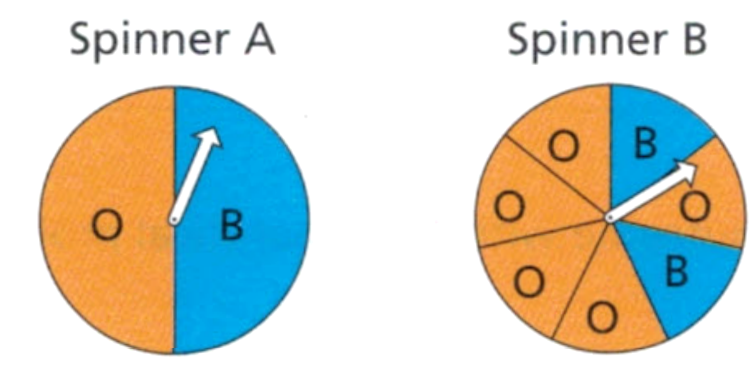 Spinner A
Spinner B
O B
O B
O O
O B
O